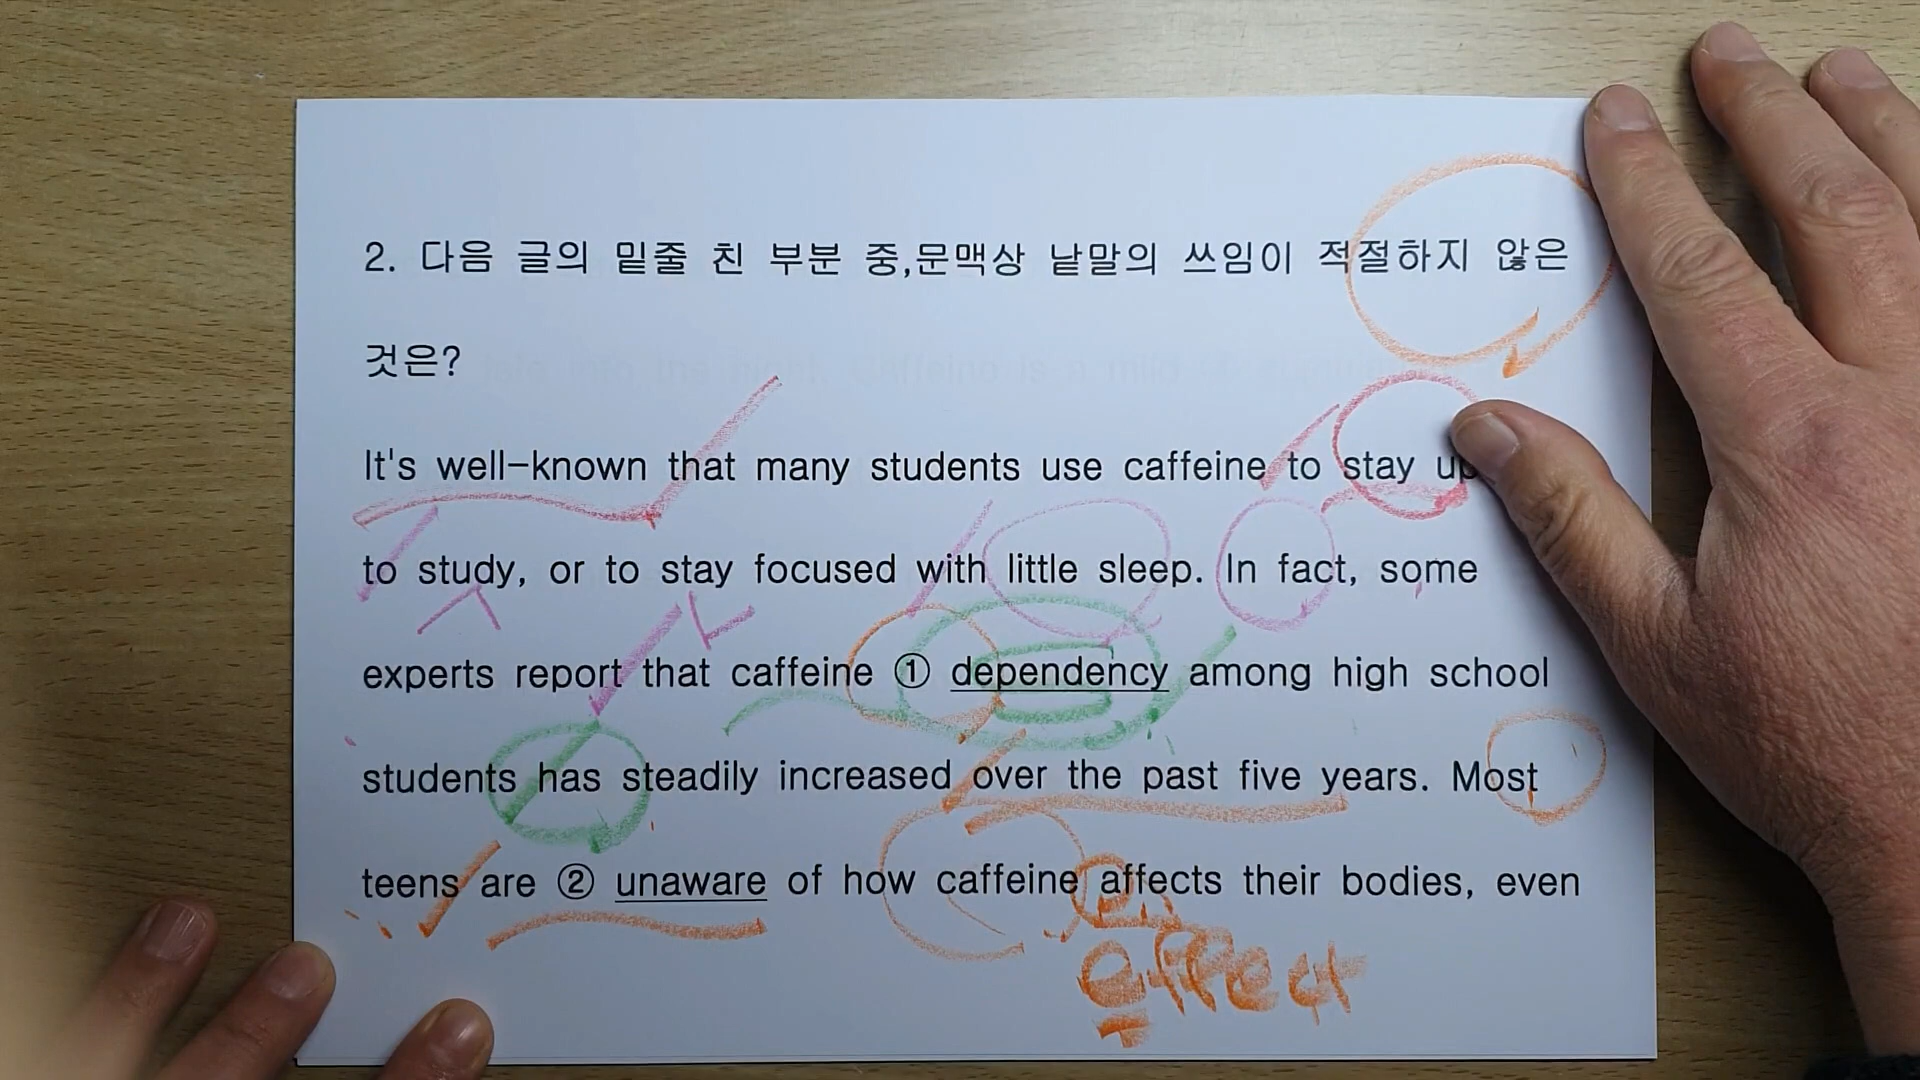 2. 다음 글의 밑줄 친 부분 중,문맥상 낱말의 쓰임이 적절하지 않은
것은?
It's well-known that many students use caffeine to stay up
to study, or to stay focused with little sleep. In fact, some
experts report that caffeine ① dependency among high school
students has steadily increased over the past five years. Most
teens are ② unaware of how caffeine affects their bodies, even
effect